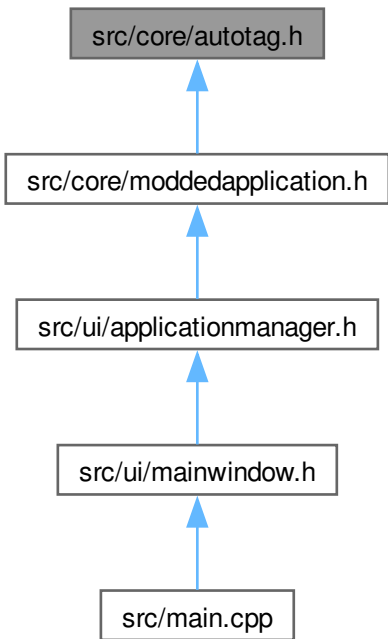 src/core/autotag.h
src/core/moddedapplication.h
src/ui/applicationmanager.h
src/ui/mainwindow.h
src/main.cpp